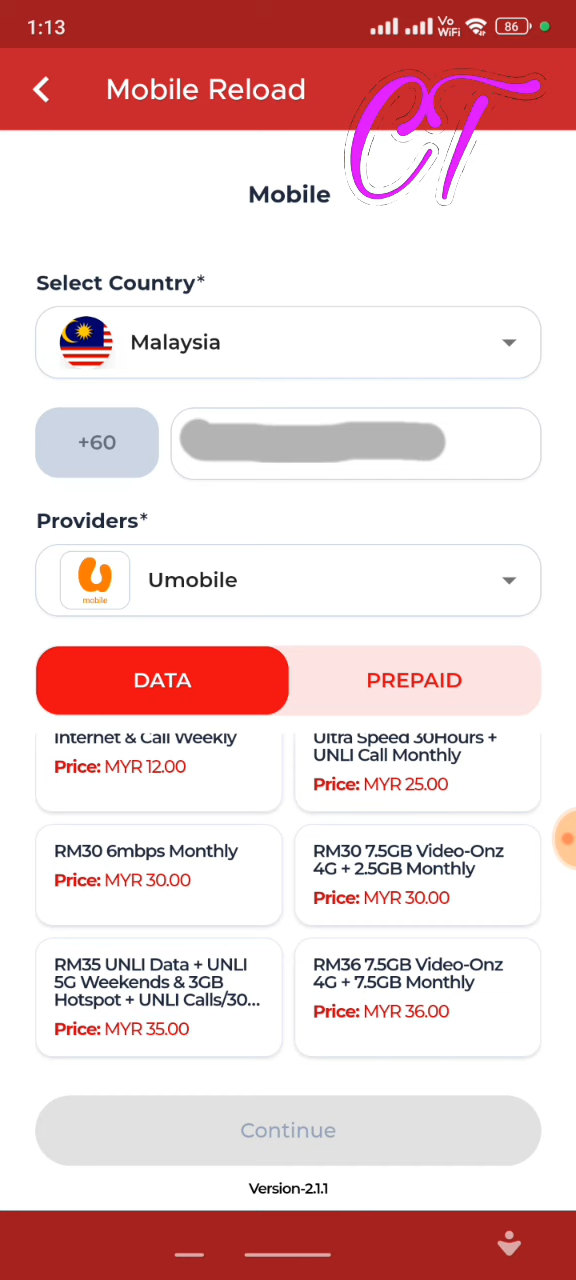 1:13
Vo
WiFi
86
Mobile Reload
CT
Mobile
Select Country*
Malaysia
+60
Providers*
mobile
Umobile
DATA
PREPAID
Internet & Call Weekly
Price: MYR 12.00
Ultra Speed 30Hours +
UNLI Call Monthly
Price: MYR 25.00
RM30 6mbps Monthly
Price: MYR 30.00
RM30 7.5GB Video-Onz
4G + 2.5GB Monthly
Price: MYR 30.00
RM35 UNLI Data + UNLI
5G Weekends & 3GB
Hotspot + UNLI Calls/30...
Price: MYR 35.00
RM36 7.5GB Video-Onz
4G + 7.5GB Monthly
Price: MYR 36.00
Continue
Version-2.1.1